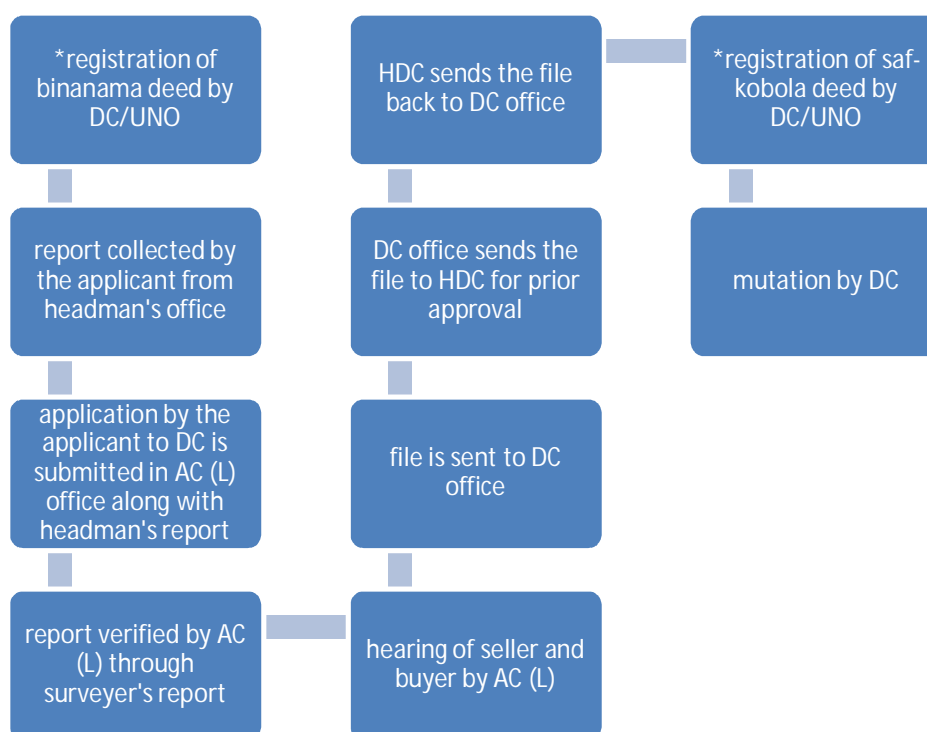 *registration of
binanama deed by
DC/UNO
report collected by
the applicant from
headman's office
application by the
applicant to DC is
submitted in AC (L)
office along with
headman's report
report verified by AC
(L) through
surveyer's report
hearing of seller and
buyer by AC (L)
file is sent to DC
office
DC office sends the
file to HDC for prior
approval
HDC sends the file
back to DC office
*registration of saf-
kobola deed by
DC/UNO
mutation by DC